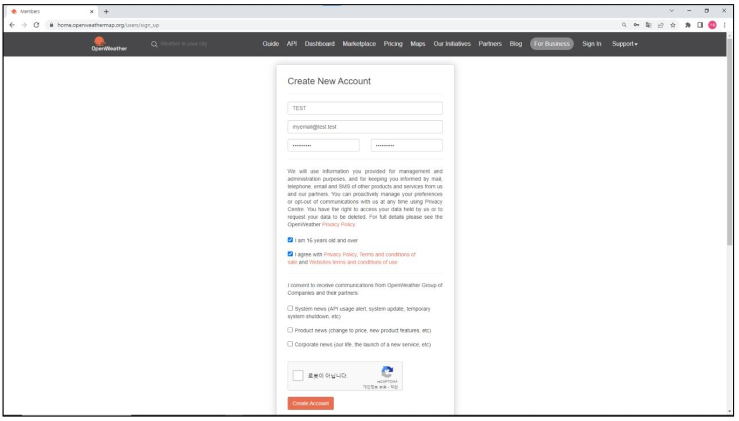 Members
home.openweathermap.org/users/sign_up
OpenWeather
Weather in your city
Guide API Dashboard Marketplace Pricing Maps Our Initiatives Partners Blog For Business Sign In Support
Create New Account
TEST
myemail@test.test
We will use information you provided for management and
administration purposes, and for keeping you informed by mail,
telephone, email and SMS of other products and services from us
and our partners. You can proactively manage your preferences
or opt-out of communications with us at any time using Privacy
Centre. You have the right to access your data held by us or to
request your data to be deleted. For full details please see the
OpenWeather Privacy Policy.
I am 16 years old and over
I agree with Privacy Policy, Terms and conditions of
sale and Websites terms and conditions of use
I consent to receive communications from OpenWeather Group of
Companies and their partners:
System news (API usage alert, system update, temporary
system shutdown, etc)
Product news (change to price, new product features, etc)
Corporate news (our life, the launch of a new service, etc)
로봇이 아닙니다.
reCAPTCHA
개인정보 보호 - 약관
Create Account